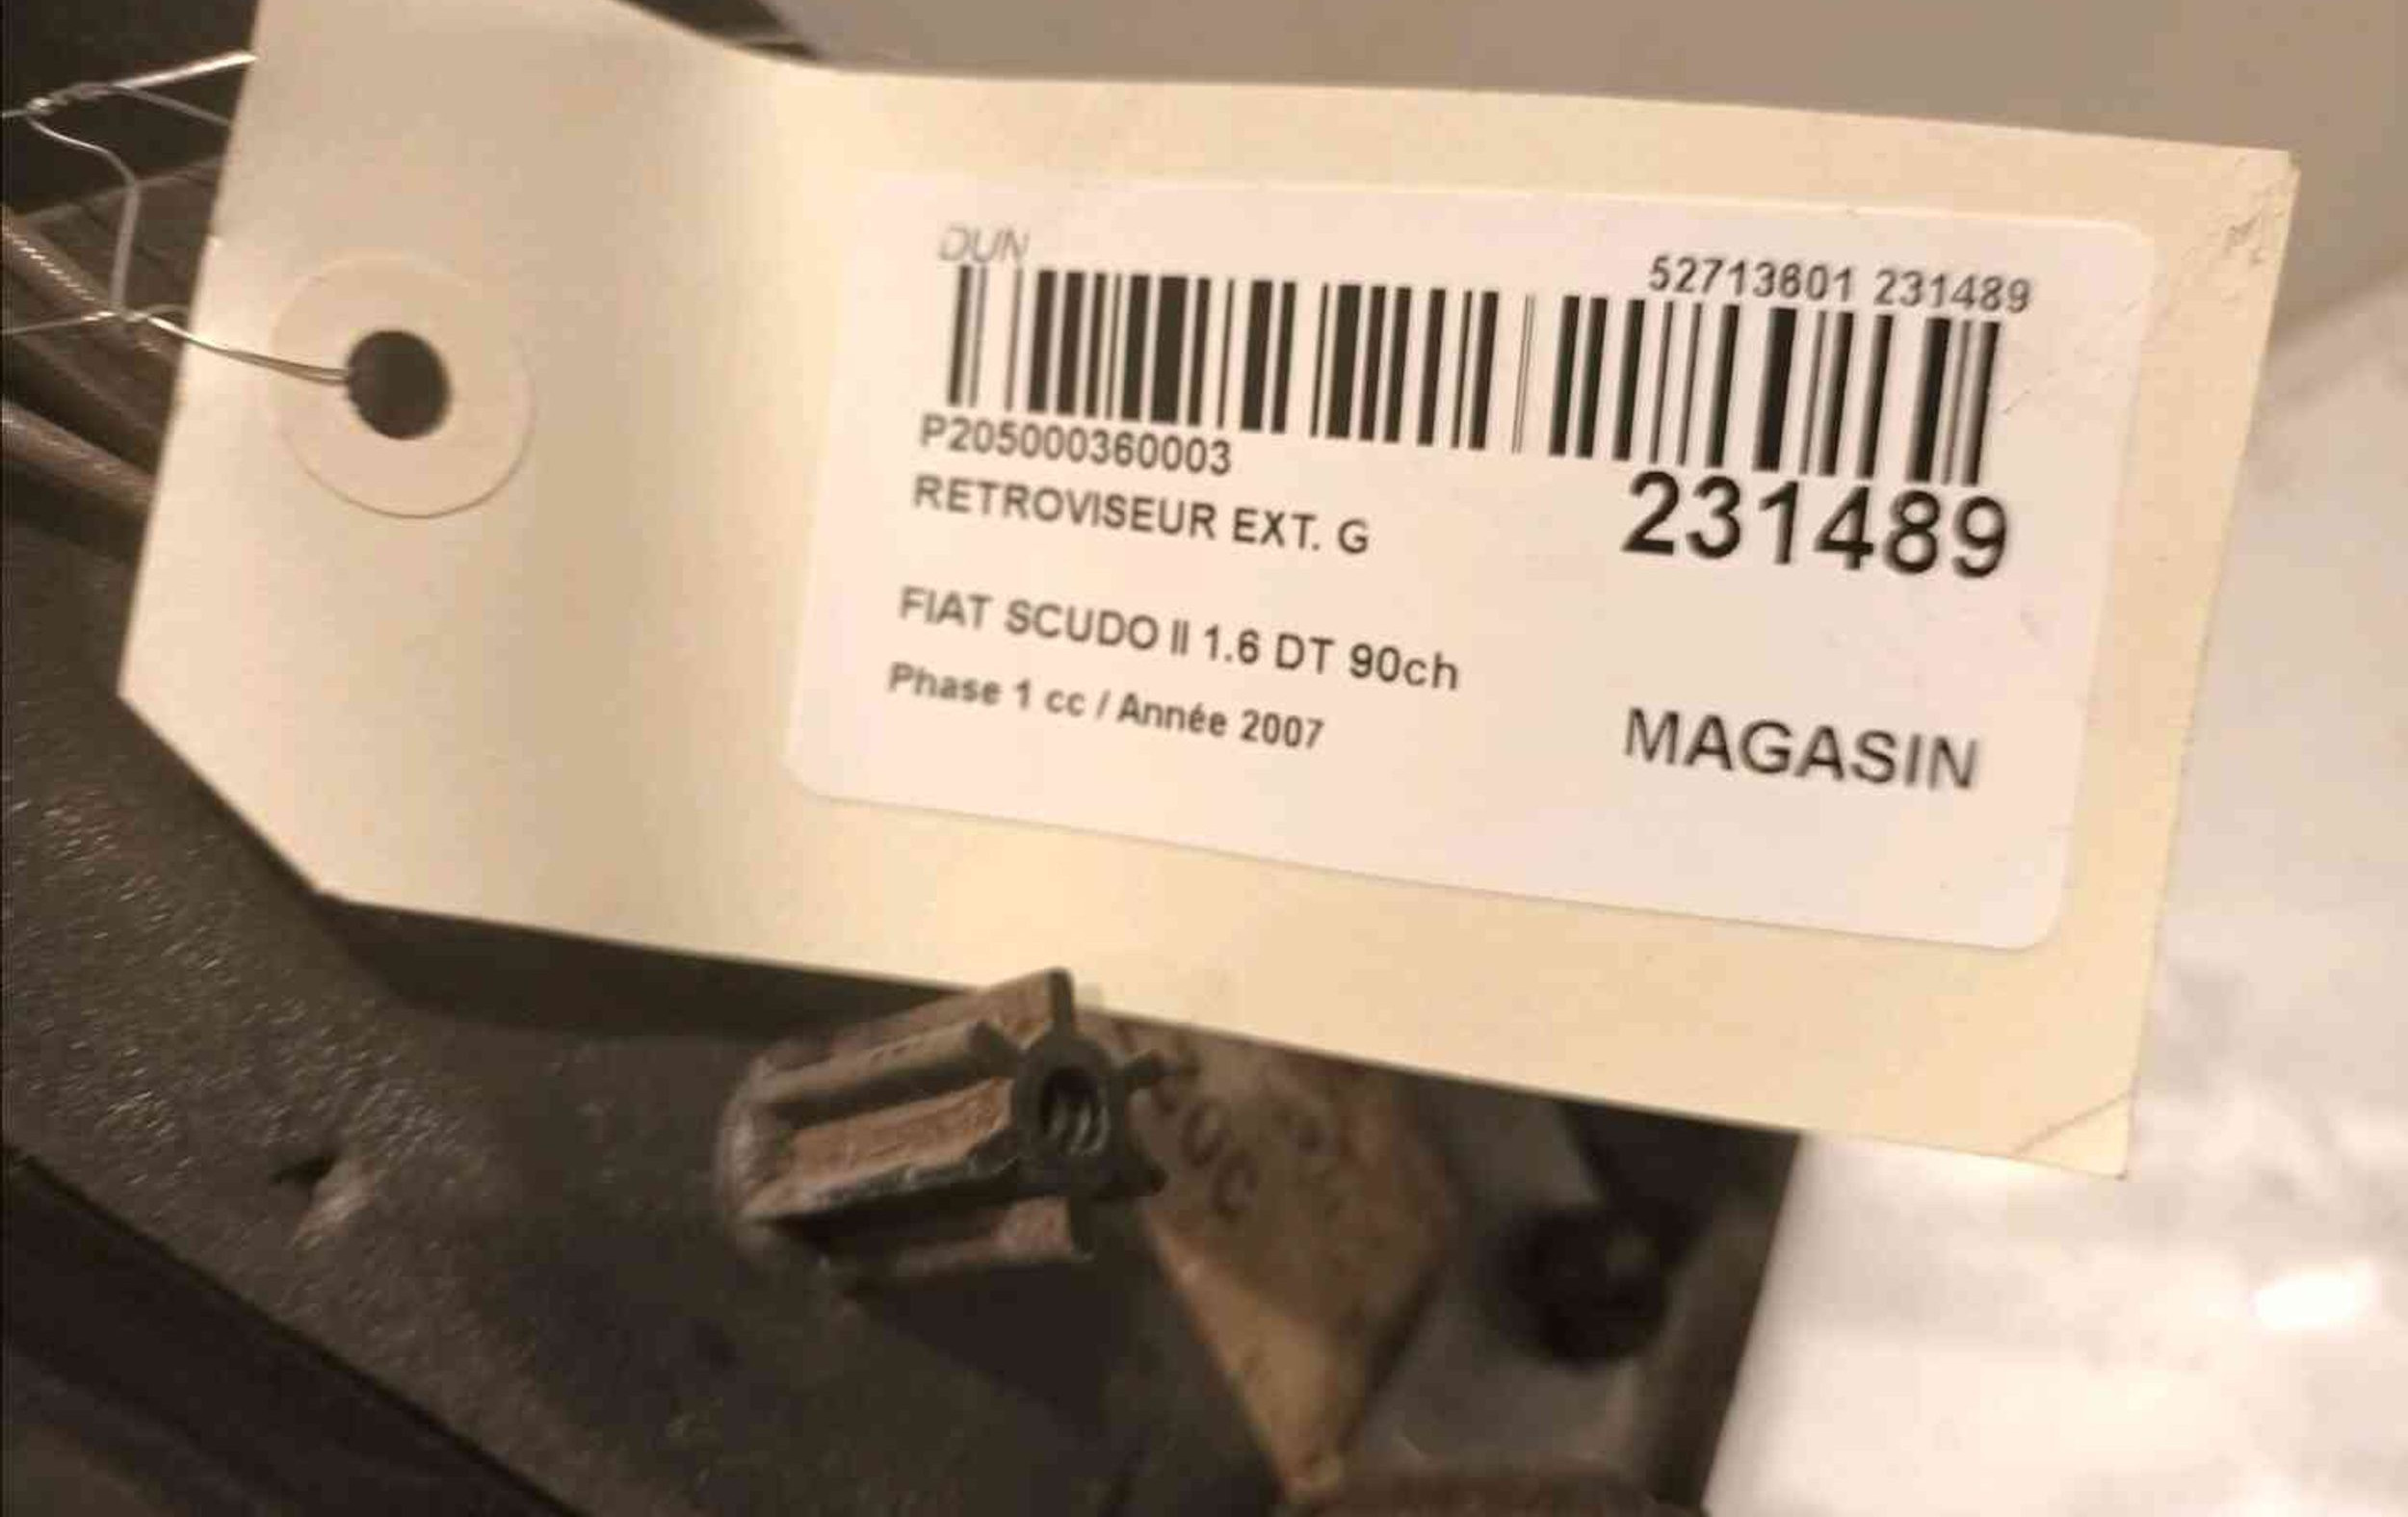 DUN
52713601 231489
P205000360003
231489
RETROVISEUR EXT. G
FIAT SCUDO II 1.6 DT 90ch
Phase 1 cc / Année 2007
MAGASIN